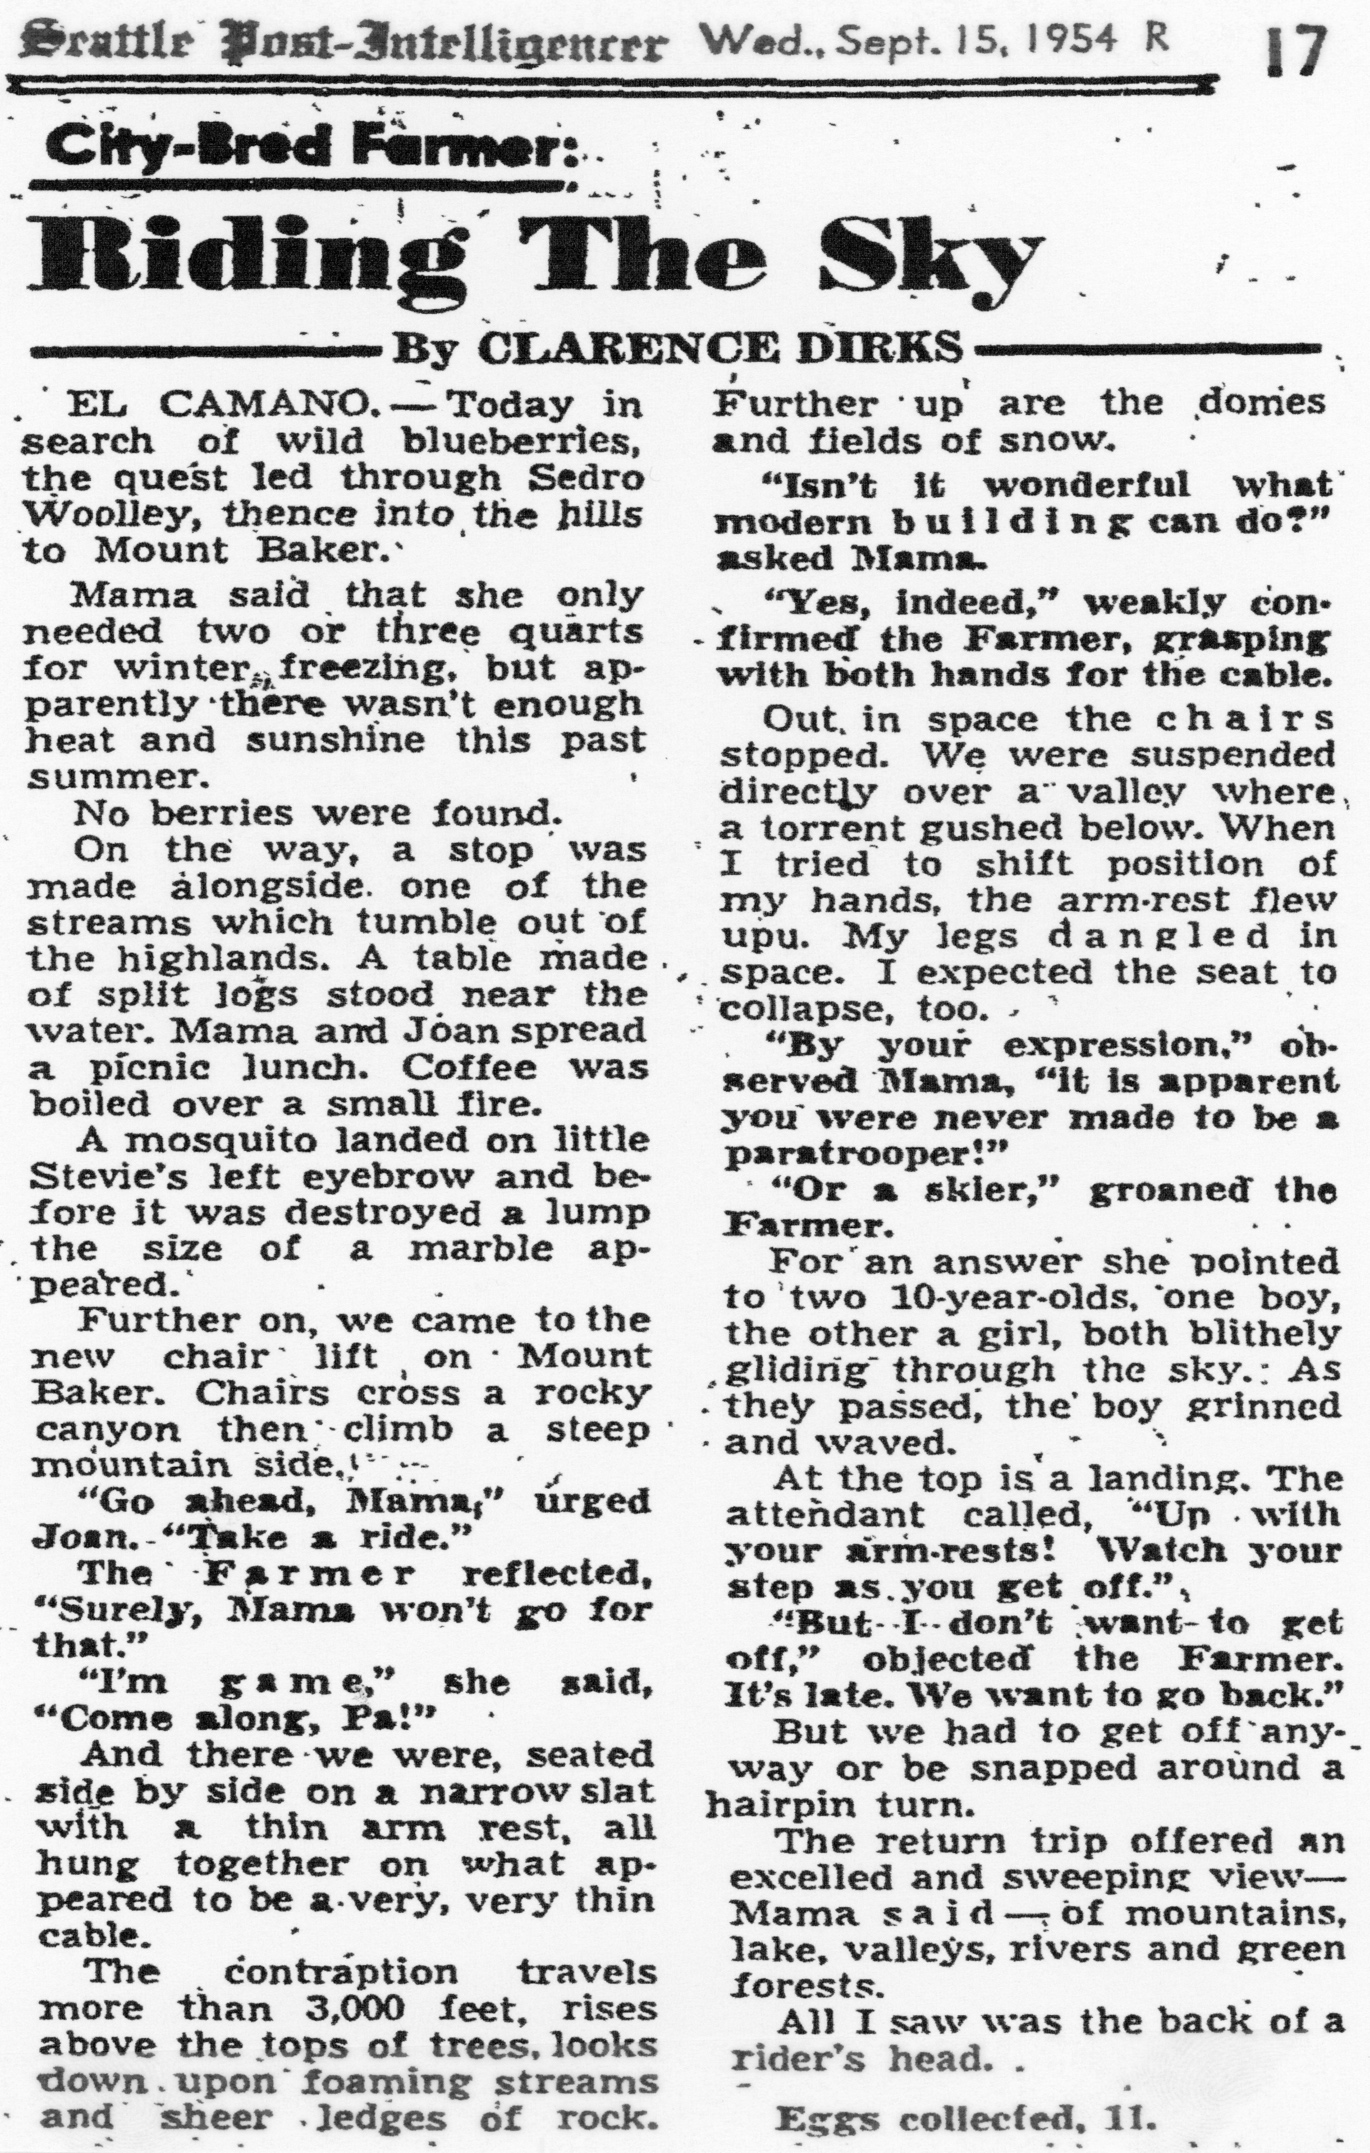 Seattle Post-Intelligencer Wed., Sept. 15, 1954 R 17
City-Bred Farmer:
Riding The Sky
By CLARENCE DIRKS
EL CAMANO.—Today in
search of wild blueberries,
the quest led through Sedro
Woolley, thence into the hills
to Mount Baker.
Mama said that she only
needed two or three quarts
for winter freezing, but ap-
parently there wasn't enough
heat and sunshine this past
summer.
No berries were found.
On the way, a stop was
made alongside one of the
streams which tumble out of
the highlands. A table made
of split logs stood near the
water. Mama and Joan spread
a picnic lunch. Coffee was
boiled over a small fire.
A mosquito landed on little
Stevie's left eyebrow and be-
fore it was destroyed a lump
the size of a marble ap-
peared.
Further on, we came to the
new chair lift on Mount
Baker. Chairs cross a rocky
canyon then climb a steep
mountain side.
"Go ahead, Mama," urged
Joan. "Take a ride."
The Farmer reflected,
"Surely, Mama won't go for
that."
"I'm game," she said,
"Come along, Pa!"
And there we were, seated
side by side on a narrow slat
with a thin arm rest, all
hung together on what ap-
peared to be a very, very thin
cable.
The contraption travels
more than 3,000 feet, rises
above the tops of trees, looks
down upon foaming streams
and sheer ledges of rock.
Further up are the domes
and fields of snow.
"Isn't it wonderful what
modern building can do?"
asked Mama.
"Yes, indeed," weakly con-
firmed the Farmer, grasping
with both hands for the cable.
Out in space the chairs
stopped. We were suspended
directly over a valley where
a torrent gushed below. When
I tried to shift position of
my hands, the arm-rest flew
upu. My legs dangled in
space. I expected the seat to
collapse, too.
"By your expression," ob-
served Mama, "it is apparent
you were never made to be a
paratrooper!"
"Or a skier," groaned the
Farmer.
For an answer she pointed
to two 10-year-olds, one boy,
the other a girl, both blithely
gliding through the sky. As
they passed, the boy grinned
and waved.
At the top is a landing. The
attendant called, "Up with
your arm-rests! Watch your
step as you get off."
"But I don't want to get
off," objected the Farmer.
It's late. We want to go back."
But we had to get off any-
way or be snapped around a
hairpin turn.
The return trip offered an
excelled and sweeping view—
Mama said—of mountains,
lake, valleys, rivers and green
forests.
All I saw was the back of a
rider's head.
Eggs collected, 11.